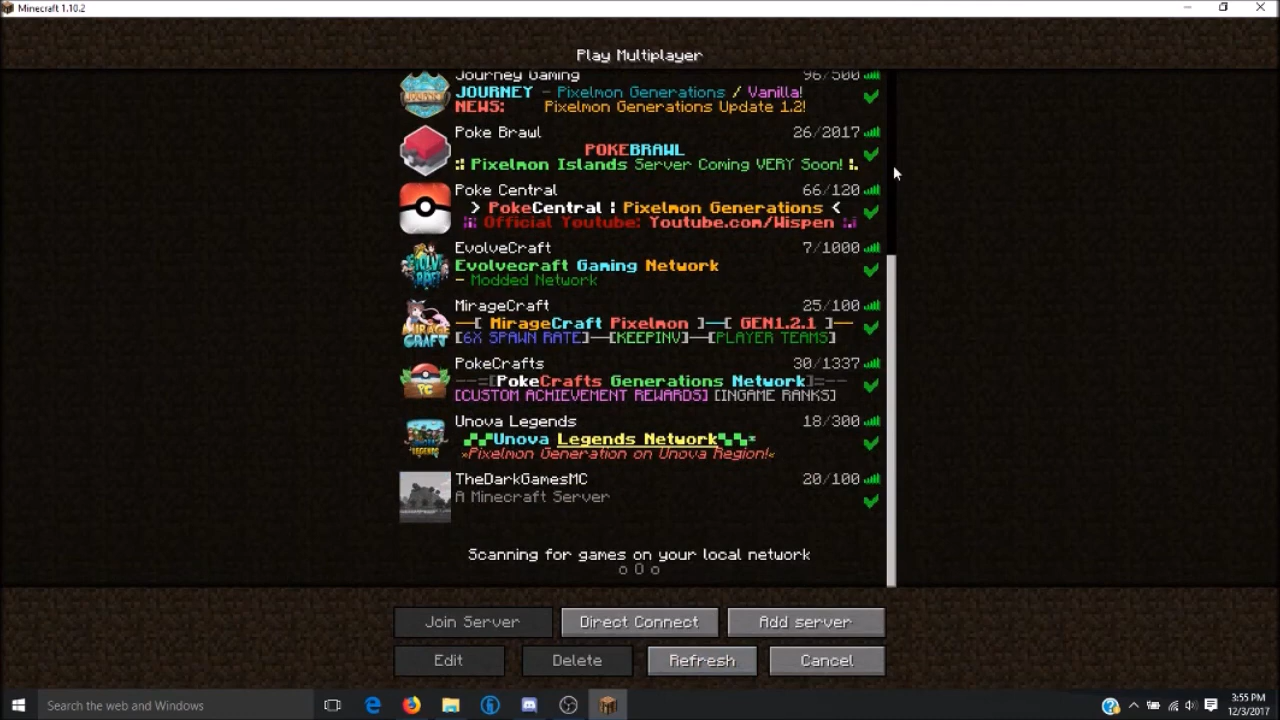 Minecraft 1.10.2
Play Multiplayer
Journey Gaming 96/500
JOURNEY - Pixelmon Generations / Vanilla!
NEWS: Pixelmon Generations Update 1.2!
Poke Brawl 26/2017
POKEBRAWL
Pixelmon Islands Server Coming VERY Soon!
Poke Central 66/120
> PokeCentral | Pixelmon Generations <
Official Youtube: Youtube.com/Wispen
EvolveCraft 7/1000
Evolvecraft Gaming Network
- Modded Network
MirageCraft 25/100
—[ MirageCraft Pixelmon ]—[ GEN1.2.1 ]—
[6X SPAWN RATE]—[KEEPINV]—[PLAYER TEAMS]
PokeCrafts 30/1337
--=[PokeCrafts Generations Network]=--
[CUSTOM ACHIEVEMENT REWARDS] [INGAME RANKS]
Unova Legends 18/300
Unova Legends Network
»Pixelmon Generation on Unova Region!«
TheDarkGamesMC 20/100
A Minecraft Server
Scanning for games on your local network
o O o
Join Server Direct Connect Add server
Edit Delete Refresh Cancel
Search the web and Windows
3:55 PM
12/3/2017